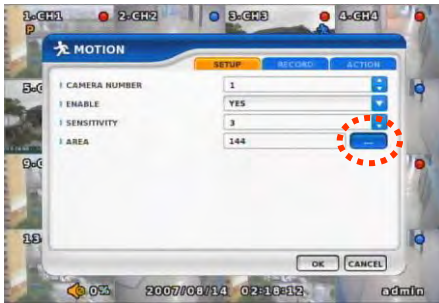 1.CH1 2.CH2 3.CH3 4.CH4
P
MOTION
SETUP RECORD ACTION
CAMERA NUMBER 1
ENABLE YES
SENSITIVITY 3
AREA 144 ...
OK CANCEL
0% 2007/08/14 02:18:12 admin